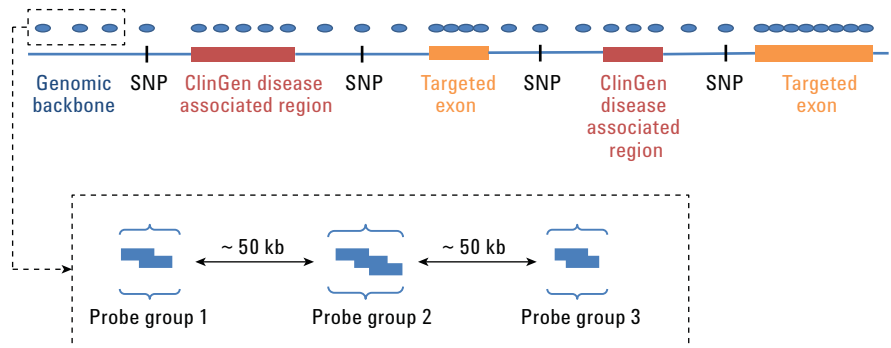 Genomic
backbone
SNP
ClinGen disease
associated region
SNP
Targeted
exon
SNP
ClinGen
disease
associated
region
SNP
Targeted
exon
~ 50 kb
~ 50 kb
Probe group 1
Probe group 2
Probe group 3